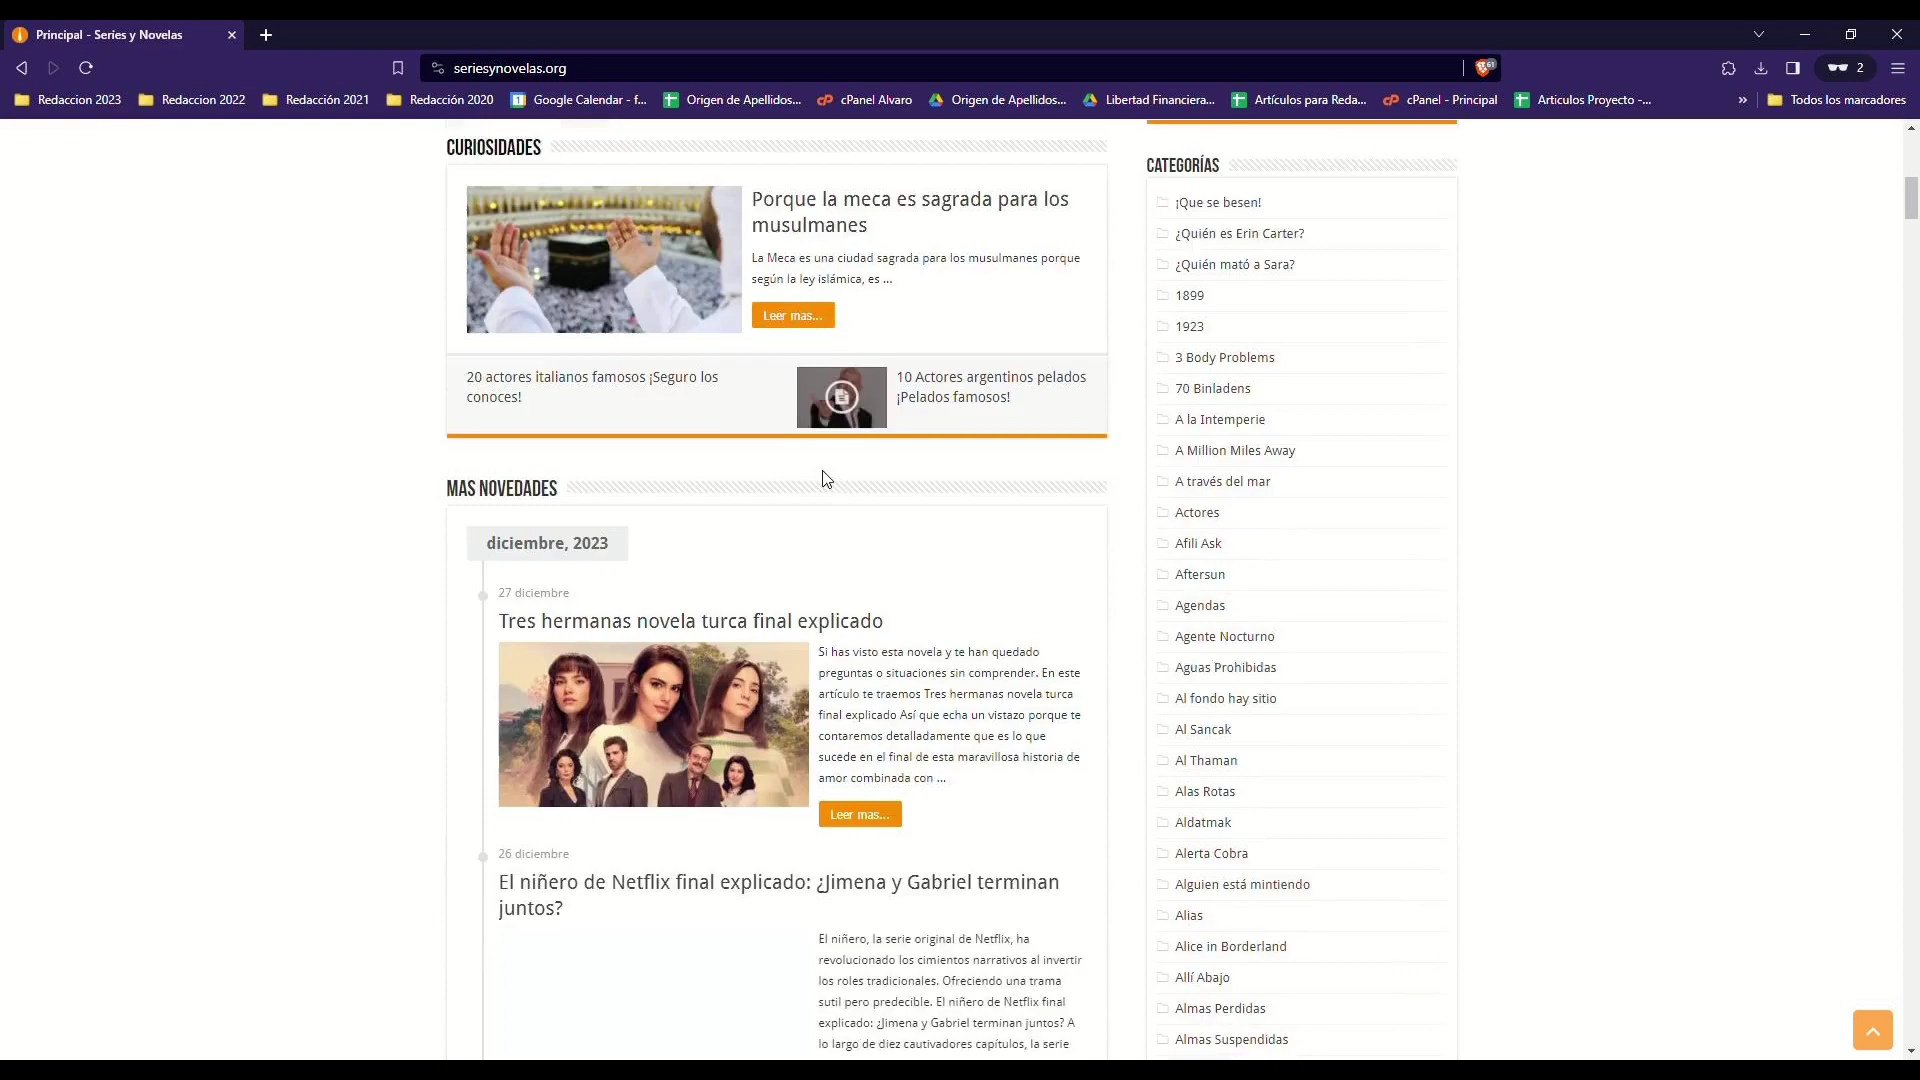 Principal - Series y Novelas
seriesynovelas.org
61
2
Redaccion 2023
Redaccion 2022
Redacción 2021
Redacción 2020
1
Google Calendar - f...
Origen de Apellidos...
cPanel Alvaro
Origen de Apellidos...
Libertad Financiera...
Artículos para Reda...
cPanel - Principal
Articulos Proyecto -...
»
Todos los marcadores
CURIOSIDADES
Porque la meca es sagrada para los
musulmanes
La Meca es una ciudad sagrada para los musulmanes porque
según la ley islámica, es ...
Leer mas...
20 actores italianos famosos ¡Seguro los
conoces!
10 Actores argentinos pelados
¡Pelados famosos!
MAS NOVEDADES
diciembre, 2023
27 diciembre
Tres hermanas novela turca final explicado
Si has visto esta novela y te han quedado
preguntas o situaciones sin comprender. En este
artículo te traemos Tres hermanas novela turca
final explicado Así que echa un vistazo porque te
contaremos detalladamente que es lo que
sucede en el final de esta maravillosa historia de
amor combinada con ...
Leer mas...
26 diciembre
El niñero de Netflix final explicado: ¿Jimena y Gabriel terminan
juntos?
El niñero, la serie original de Netflix, ha
revolucionado los cimientos narrativos al invertir
los roles tradicionales. Ofreciendo una trama
sutil pero predecible. El niñero de Netflix final
explicado: ¿Jimena y Gabriel terminan juntos? A
lo largo de diez cautivadores capítulos, la serie
CATEGORÍAS
¡Que se besen!
¿Quién es Erin Carter?
¿Quién mató a Sara?
1899
1923
3 Body Problems
70 Binladens
A la Intemperie
A Million Miles Away
A través del mar
Actores
Afili Ask
Aftersun
Agendas
Agente Nocturno
Aguas Prohibidas
Al fondo hay sitio
Al Sancak
Al Thaman
Alas Rotas
Aldatmak
Alerta Cobra
Alguien está mintiendo
Alias
Alice in Borderland
Allí Abajo
Almas Perdidas
Almas Suspendidas